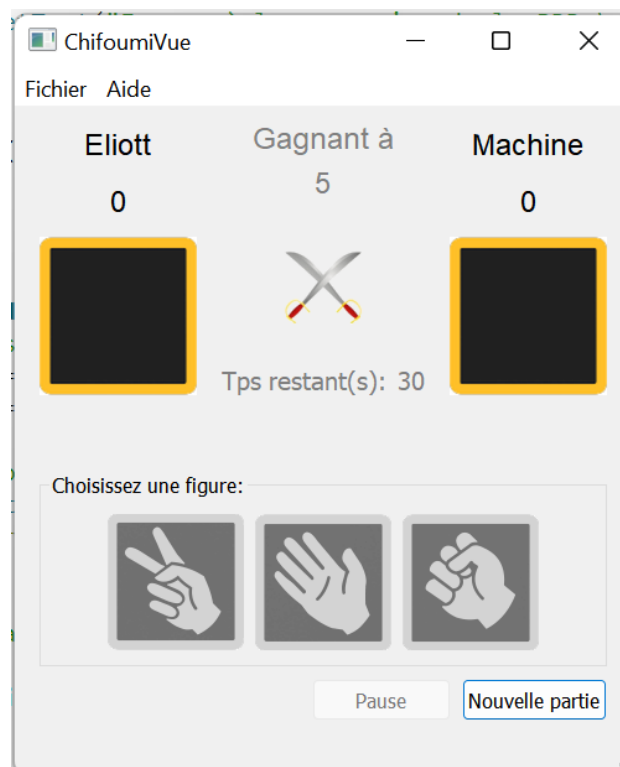 ChifoumiVue
Fichier Aide
Eliott
Gagnant à
Machine
0
5
0
Tps restant(s): 30
Choisissez une figure:
Pause
Nouvelle partie